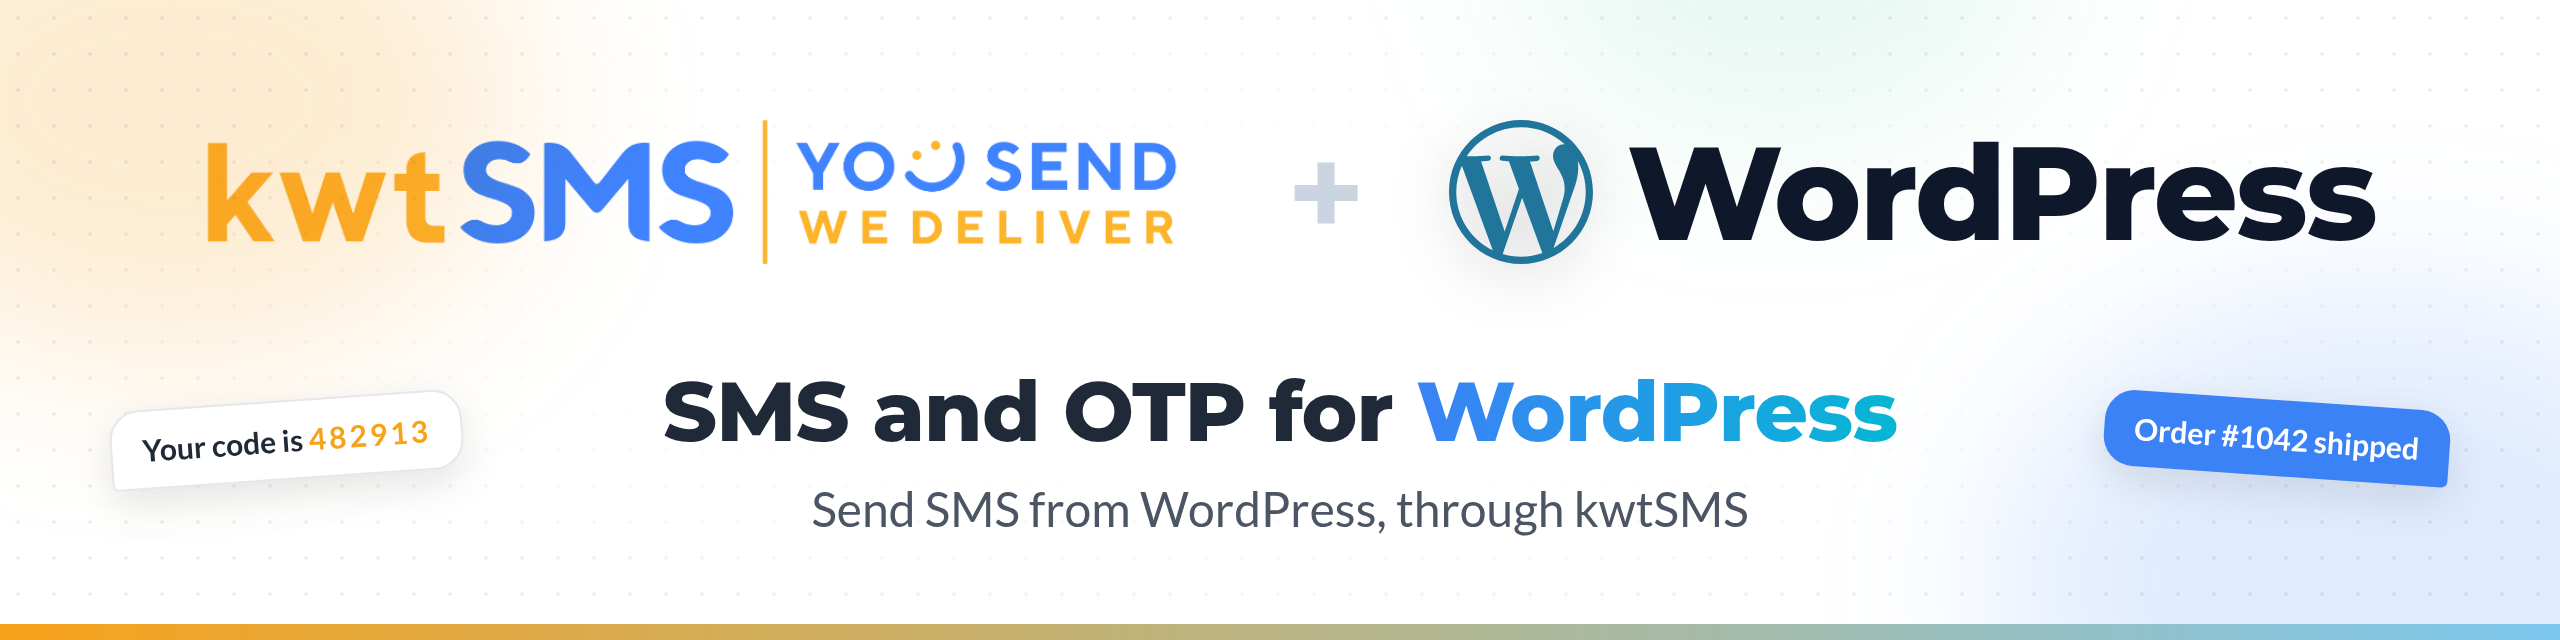 kwtSMS
YOU SEND
WE DELIVER
+
WordPress
SMS and OTP for WordPress
Your code is 482913
Order #1042 shipped
Send SMS from WordPress, through kwtSMS